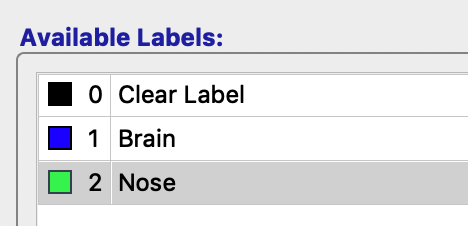 Available Labels:
0 Clear Label
1 Brain
2 Nose